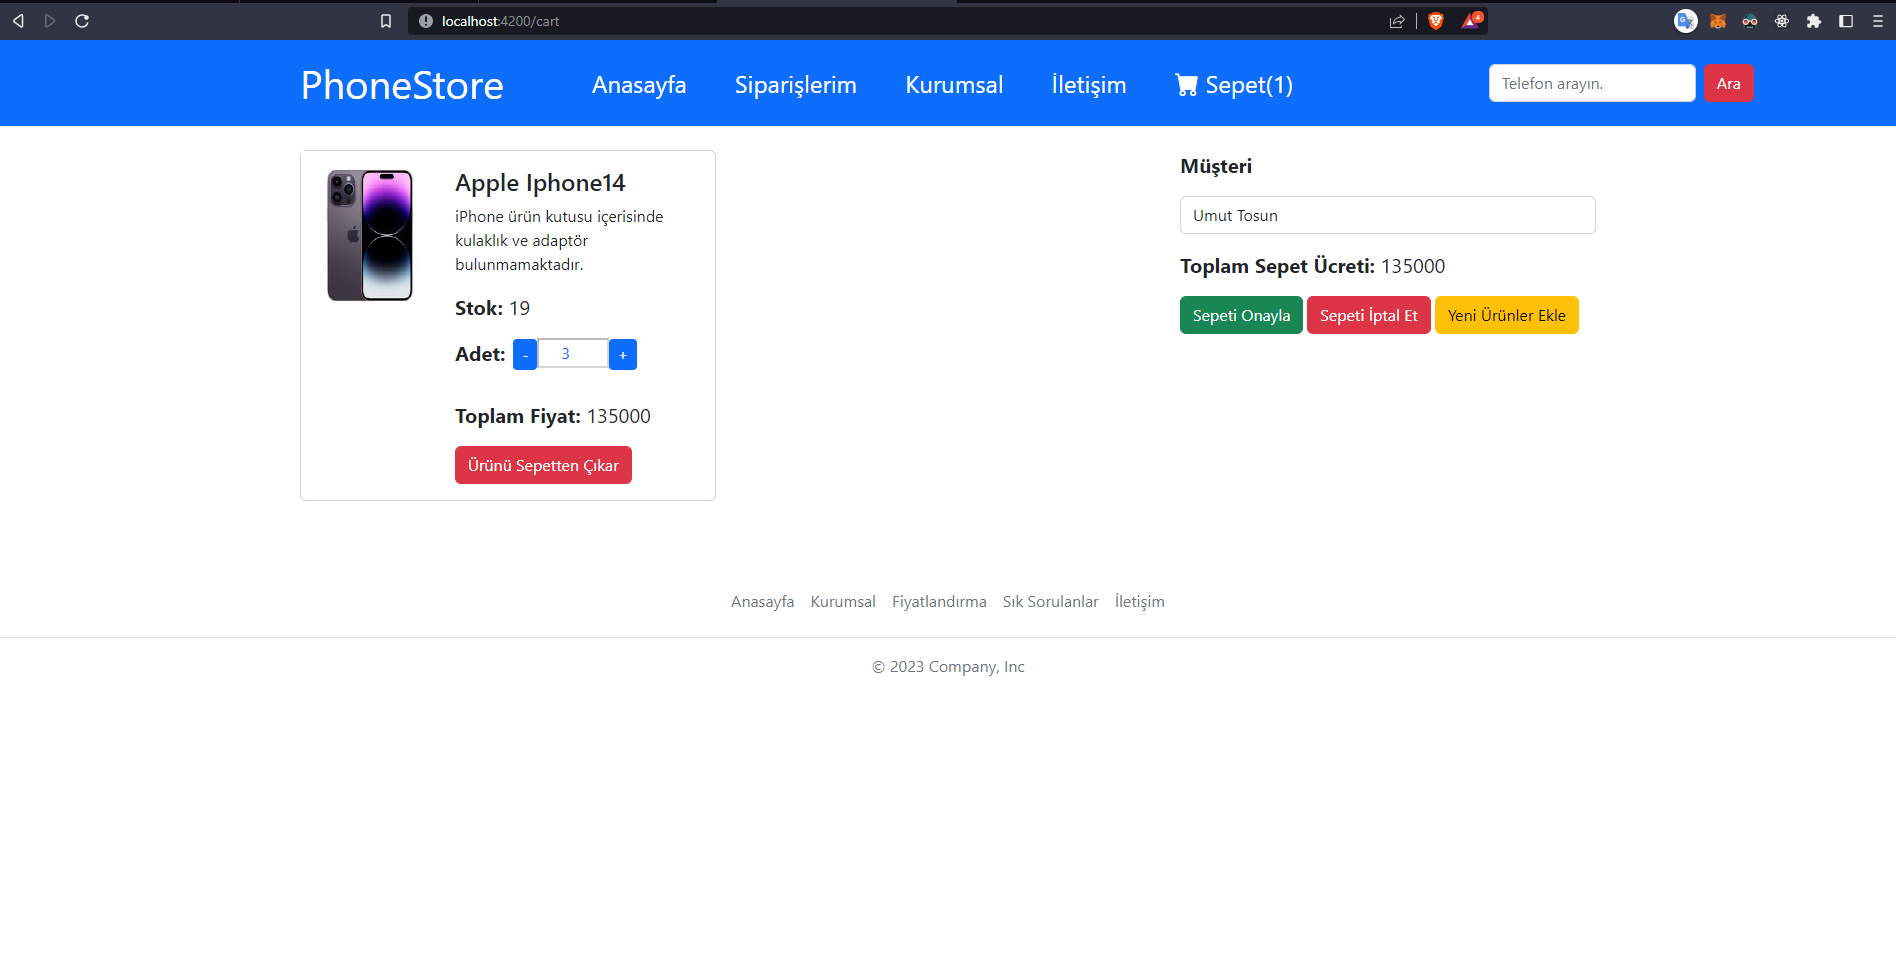 localhost:4200/cart
4
PhoneStore
Anasayfa
Siparişlerim
Kurumsal
İletişim
Sepet(1)
Telefon arayın.
Ara
Apple Iphone14
iPhone ürün kutusu içerisinde
kulaklık ve adaptör
bulunmamaktadır.
Stok: 19
Adet: - 3 +
Toplam Fiyat: 135000
Ürünü Sepetten Çıkar
Müşteri
Umut Tosun
Toplam Sepet Ücreti: 135000
Sepeti Onayla
Sepeti İptal Et
Yeni Ürünler Ekle
Anasayfa
Kurumsal
Fiyatlandırma
Sık Sorulanlar
İletişim
© 2023 Company, Inc